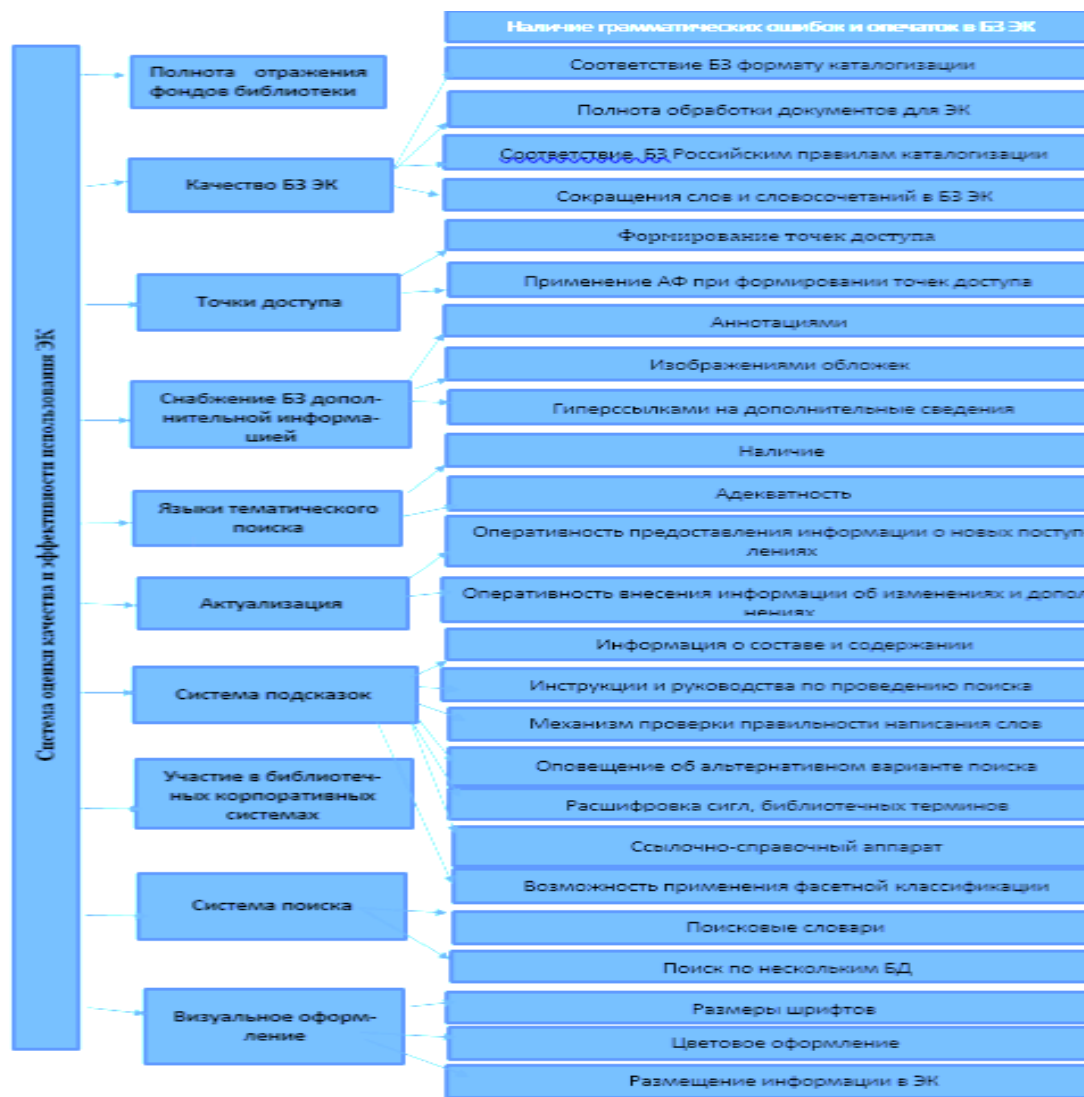 Система оценки качества и эффективности использования ЭК
Полнота отражения
фондов библиотеки
Качество БЗ ЭК
Точки доступа
Снабжение БЗ допол-
нительной информа-
цией
Языки тематического
поиска
Актуализация
Система подсказок
Участие в библиотеч-
ных корпоративных
системах
Система поиска
Визуальное оформ-
ление
Наличие грамматических ошибок и опечаток в БЗ ЭК
Соответствие БЗ формату каталогизации
Полнота обработки документов для ЭК
Соответствие БЗ Российским правилам каталогизации
Сокращения слов и словосочетаний в БЗ ЭК
Формирование точек доступа
Применение АФ при формировании точек доступа
Аннотациями
Изображениями обложек
Гиперссылками на дополнительные сведения
Наличие
Адекватность
Оперативность предоставления информации о новых поступ
лениях
Оперативность внесения информации об изменениях и допол
нениях
Информация о составе и содержании
Инструкции и руководства по проведению поиска
Механизм проверки правильности написания слов
Оповещение об альтернативном варианте поиска
Расшифровка сигл, библиотечных терминов
Ссылочно-справочный аппарат
Возможность применения фасетной классификации
Поисковые словари
Поиск по нескольким БД
Размеры шрифтов
Цветовое оформление
Размещение информации в ЭК